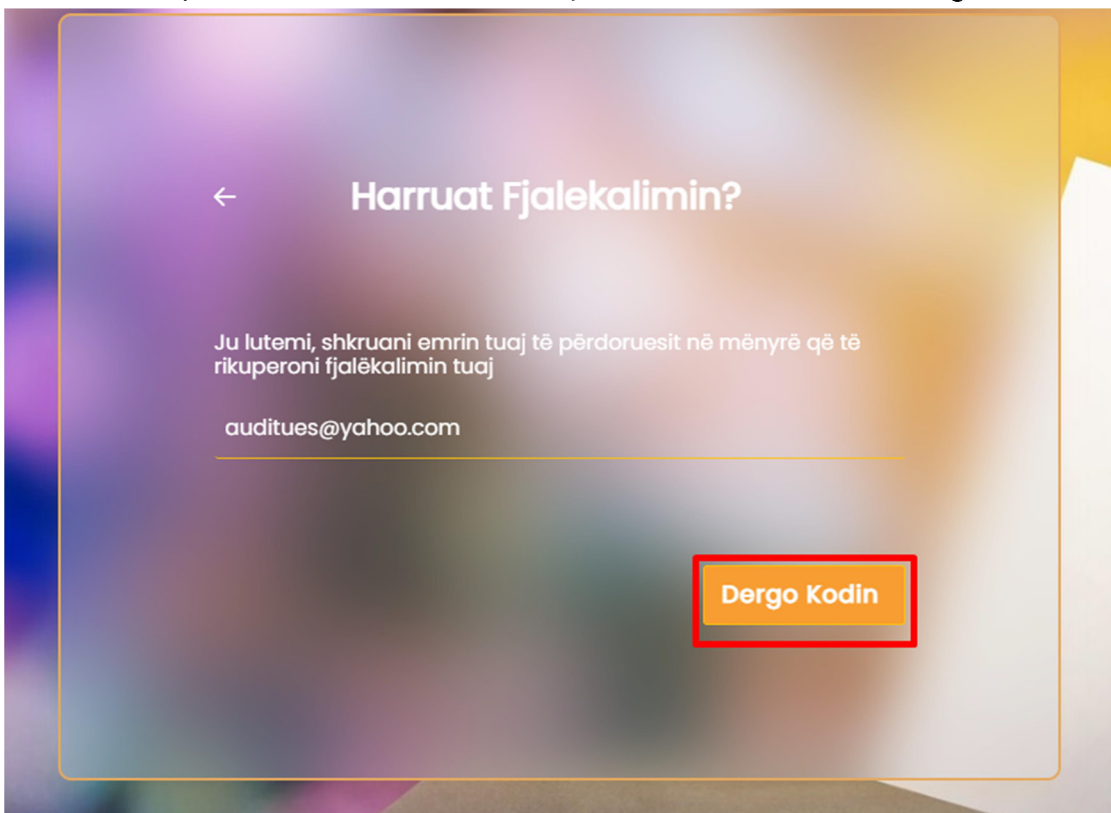 Harruat Fjalekalimin?
Ju lutemi, shkruani emrin tuaj të përdoruesit në mënyrë që të
rikuperoni fjalëkalimin tuaj
auditues@yahoo.com
Dergo Kodin